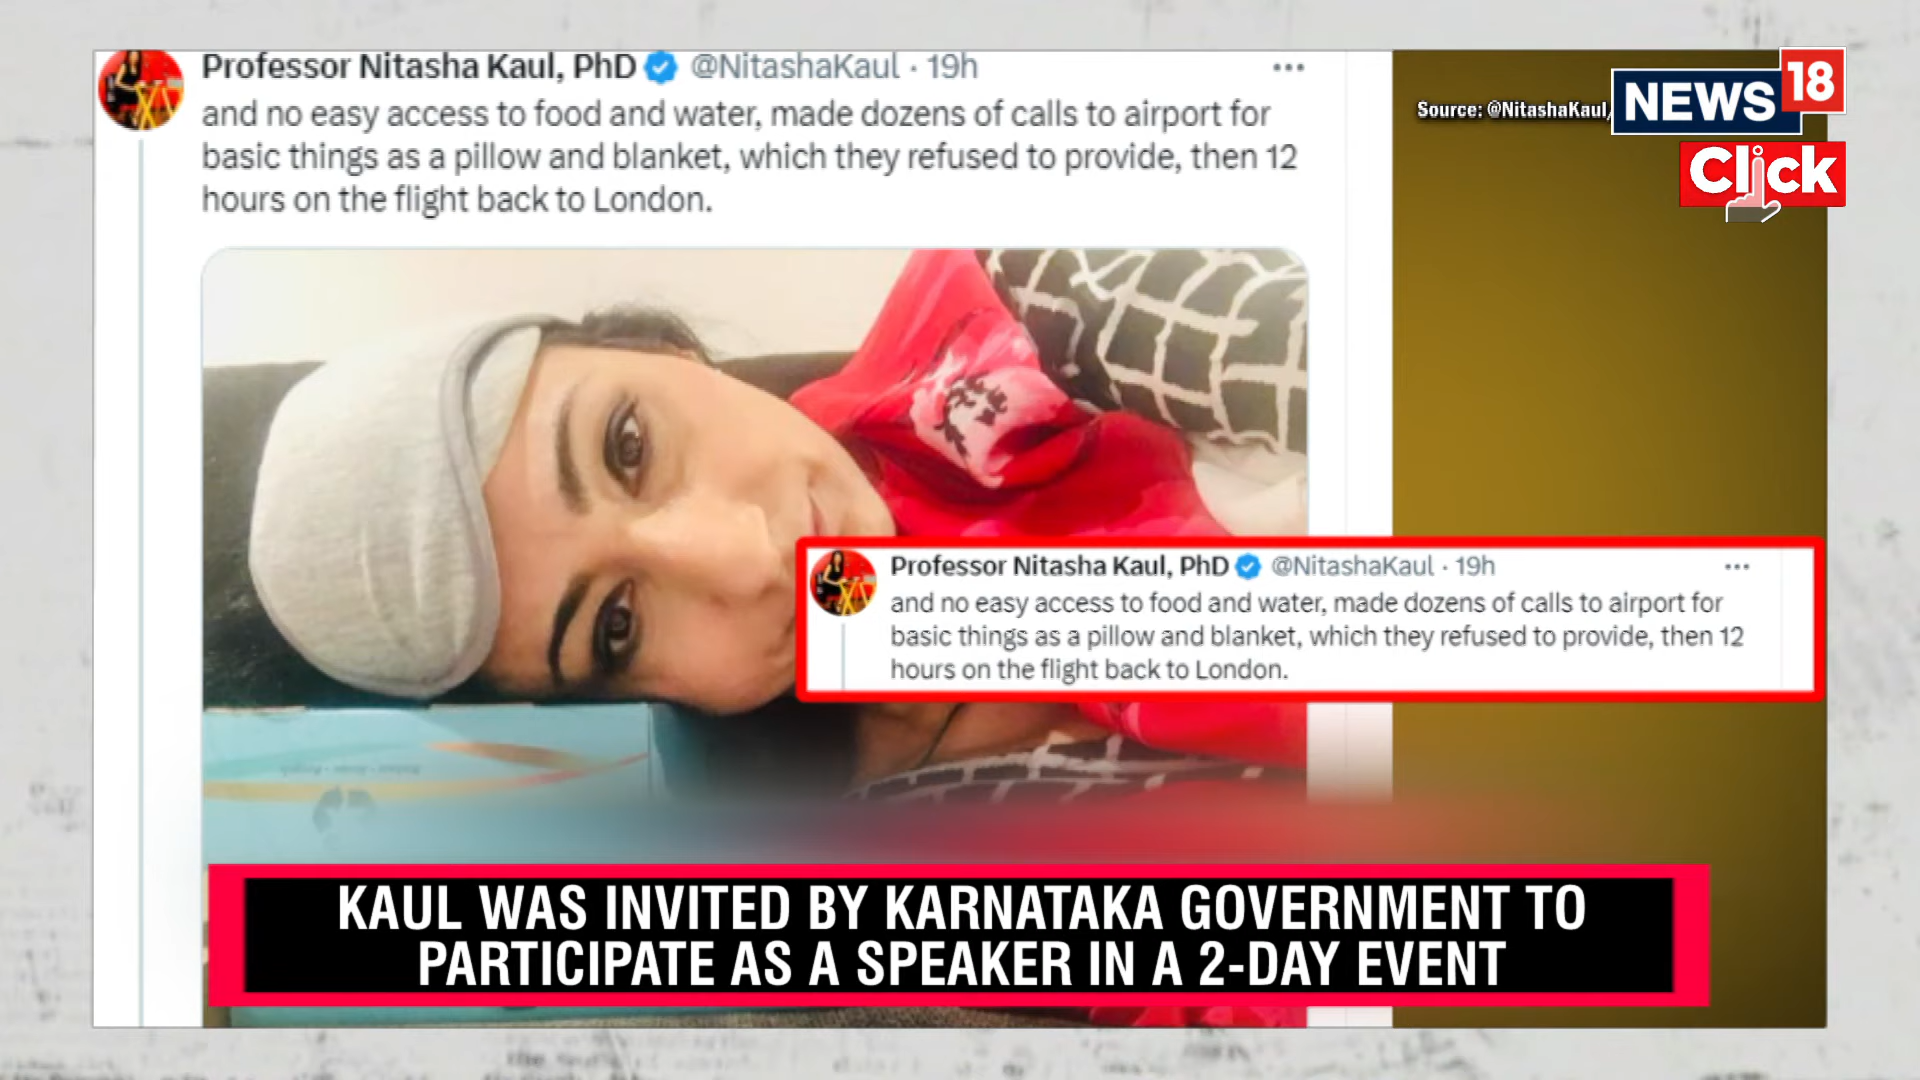 Professor Nitasha Kaul, PhD @NitashaKaul · 19h
and no easy access to food and water, made dozens of calls to airport for
basic things as a pillow and blanket, which they refused to provide, then 12
hours on the flight back to London.
Source: @NitashaKaul/
NEWS 18
Click
Professor Nitasha Kaul, PhD @NitashaKaul · 19h
and no easy access to food and water, made dozens of calls to airport for
basic things as a pillow and blanket, which they refused to provide, then 12
hours on the flight back to London.
KAUL WAS INVITED BY KARNATAKA GOVERNMENT TO
PARTICIPATE AS A SPEAKER IN A 2-DAY EVENT